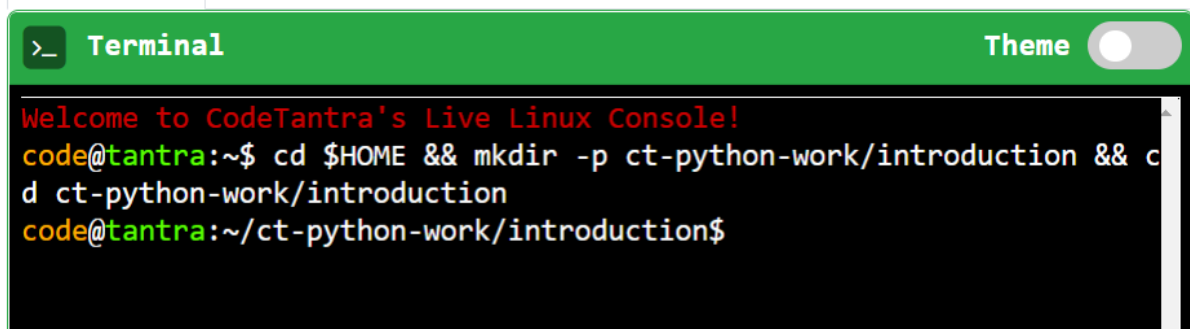 >_ Terminal Theme
Welcome to CodeTantra's Live Linux Console!
code@tantra:~$ cd $HOME && mkdir -p ct-python-work/introduction && c
d ct-python-work/introduction
code@tantra:~/ct-python-work/introduction$